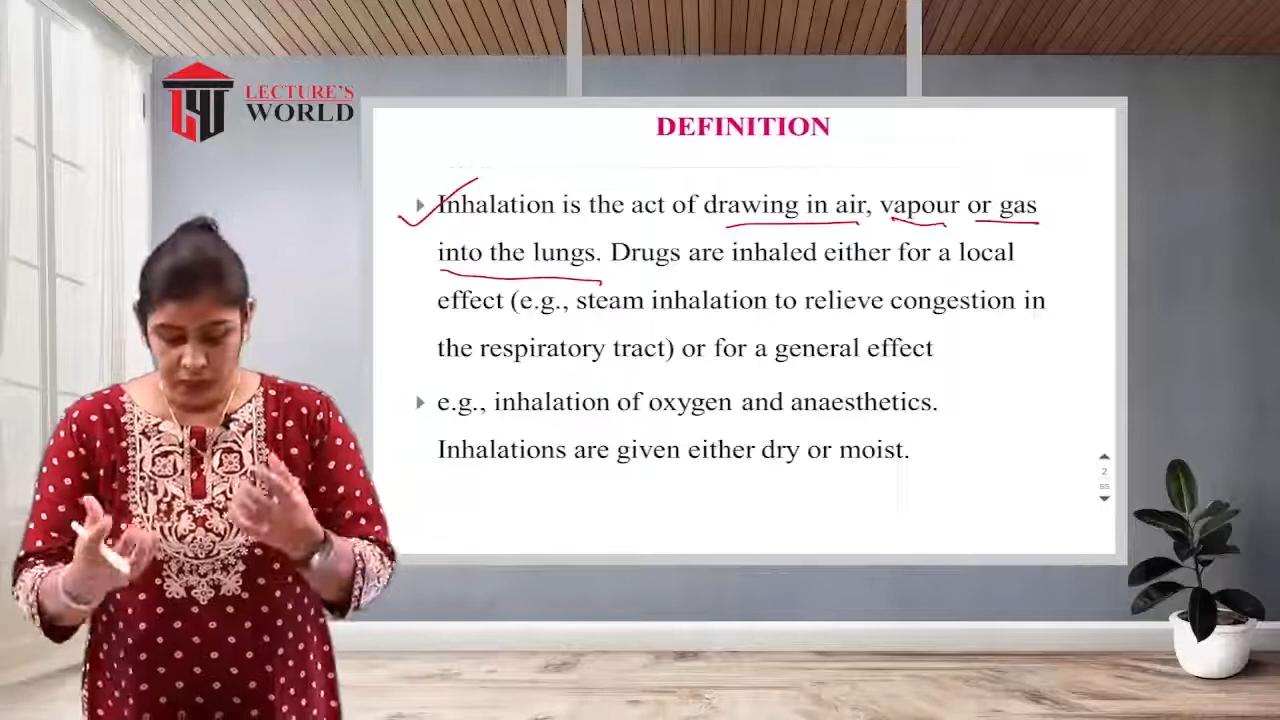 LECTURE'S
WORLD
DEFINITION
Inhalation is the act of drawing in air, vapour or gas
into the lungs. Drugs are inhaled either for a local
effect (e.g., steam inhalation to relieve congestion in
the respiratory tract) or for a general effect
e.g., inhalation of oxygen and anaesthetics.
Inhalations are given either dry or moist.
2
55